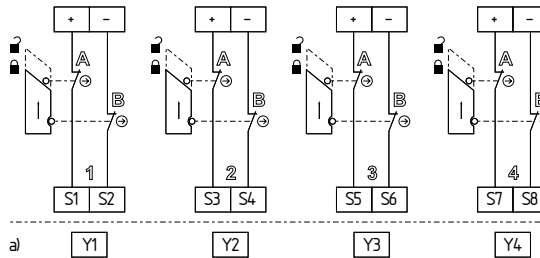 + − + − + − + −
A A A A
B B B B
1 2 3 4
S1 S2 S3 S4 S5 S6 S7 S8
a) Y1 Y2 Y3 Y4